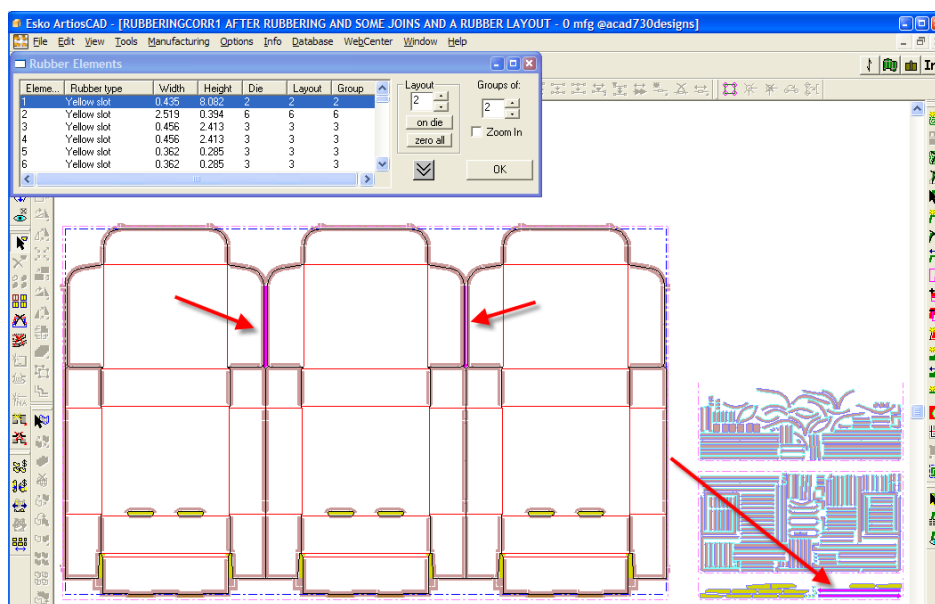 Esko ArtiosCAD - [RUBBERINGCORR1 AFTER RUBBERING AND SOME JOINS AND A RUBBER LAYOUT - 0 mfg @acad730designs]
File Edit View Tools Manufacturing Options Info Database WebCenter Window Help
Rubber Elements
Eleme... Rubber type Width Height Die Layout Group
1 Yellow slot 0.435 8.082 2 2 2
2 Yellow slot 2.519 0.394 6 6 6
3 Yellow slot 0.456 2.413 3 3 3
4 Yellow slot 0.456 2.413 3 3 3
5 Yellow slot 0.362 0.285 3 3 3
6 Yellow slot 0.362 0.285 3 3 3
Layout
2
on die
zero all
Groups of:
2
Zoom In
OK